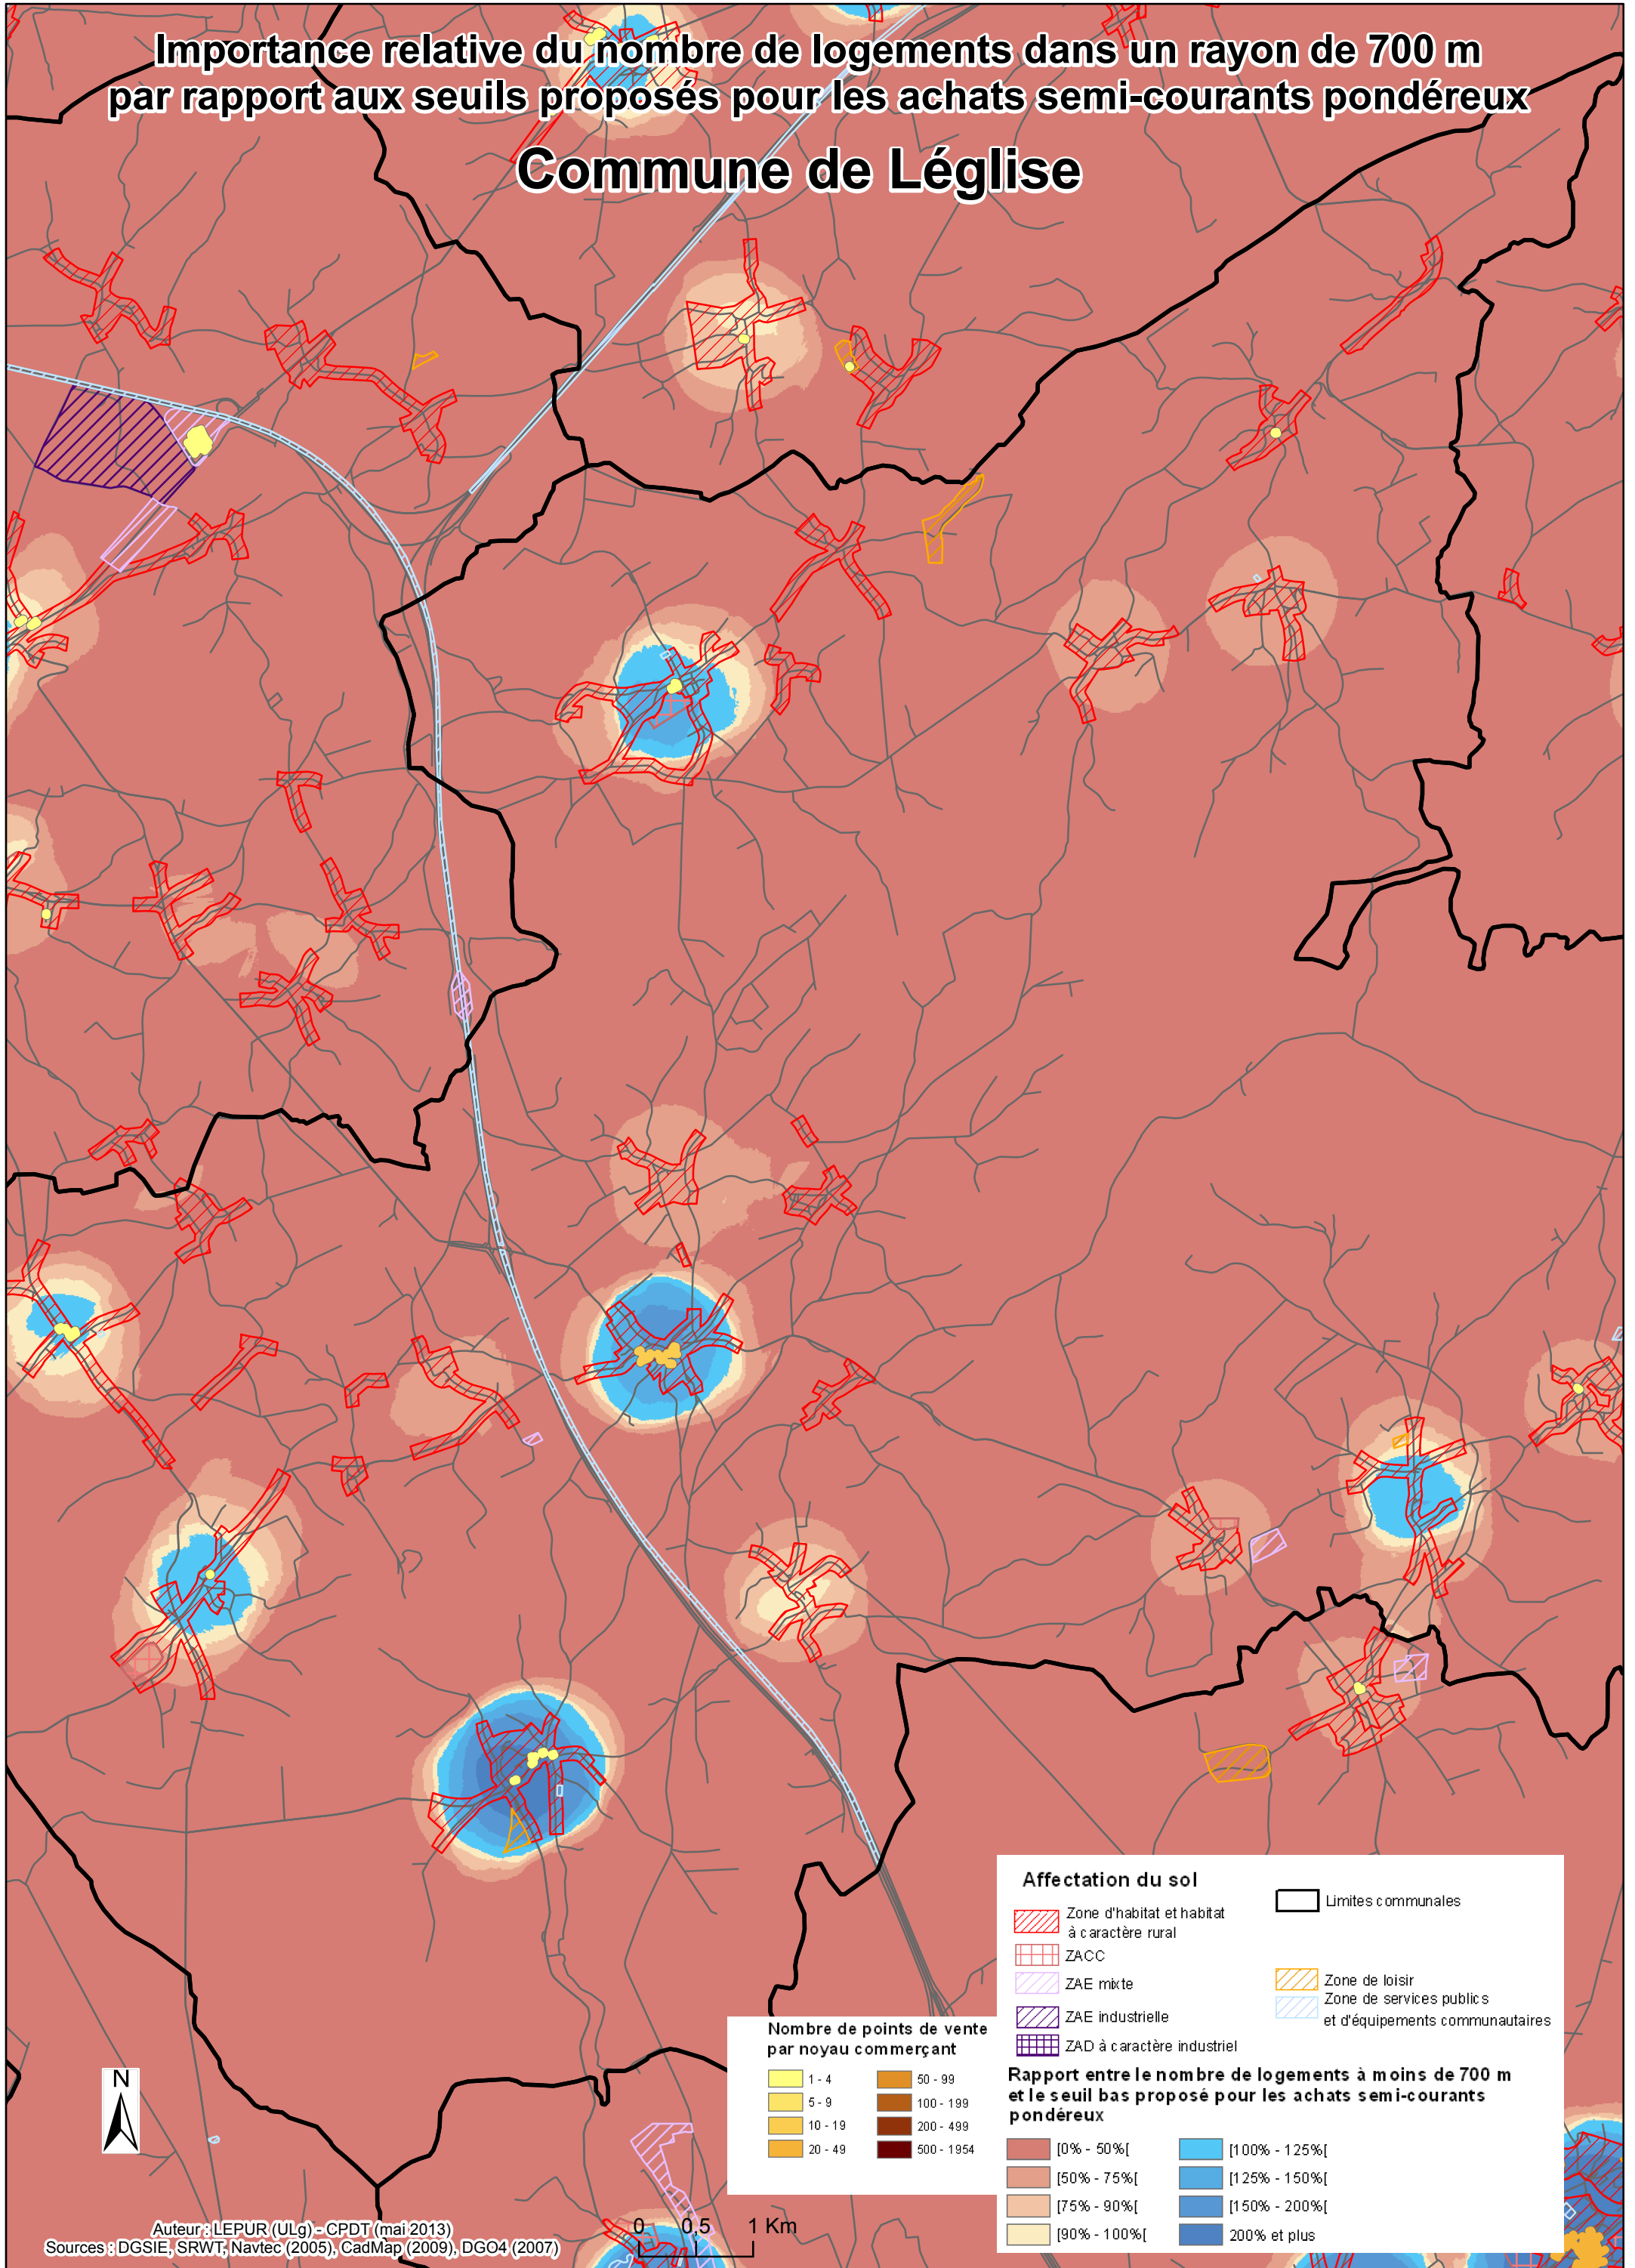 Importance relative du nombre de logements dans un rayon de 700 m
par rapport aux seuils proposés pour les achats semi-courants pondéreux
Commune de Léglise
Affectation du sol
Zone d'habitat et habitat
à caractère rural
ZACC
ZAE mixte
ZAE industrielle
ZAD à caractère industriel
Limites communales
Zone de loisir
Zone de services publics
et d'équipements communautaires
Nombre de points de vente
par noyau commerçant
1 - 4
5 - 9
10 - 19
20 - 49
50 - 99
100 - 199
200 - 499
500 - 1954
Rapport entre le nombre de logements à moins de 700 m
et le seuil bas proposé pour les achats semi-courants
pondéreux
[0% - 50%[
[50% - 75%[
[75% - 90%[
[90% - 100%[
[100% - 125%[
[125% - 150%[
[150% - 200%[
200% et plus
N
0 0,5 1 Km
Auteur : LEPUR (ULg) - CPDT (mai 2013)
Sources : DGSIE, SRWT, Navtec (2005), CadMap (2009), DGO4 (2007)